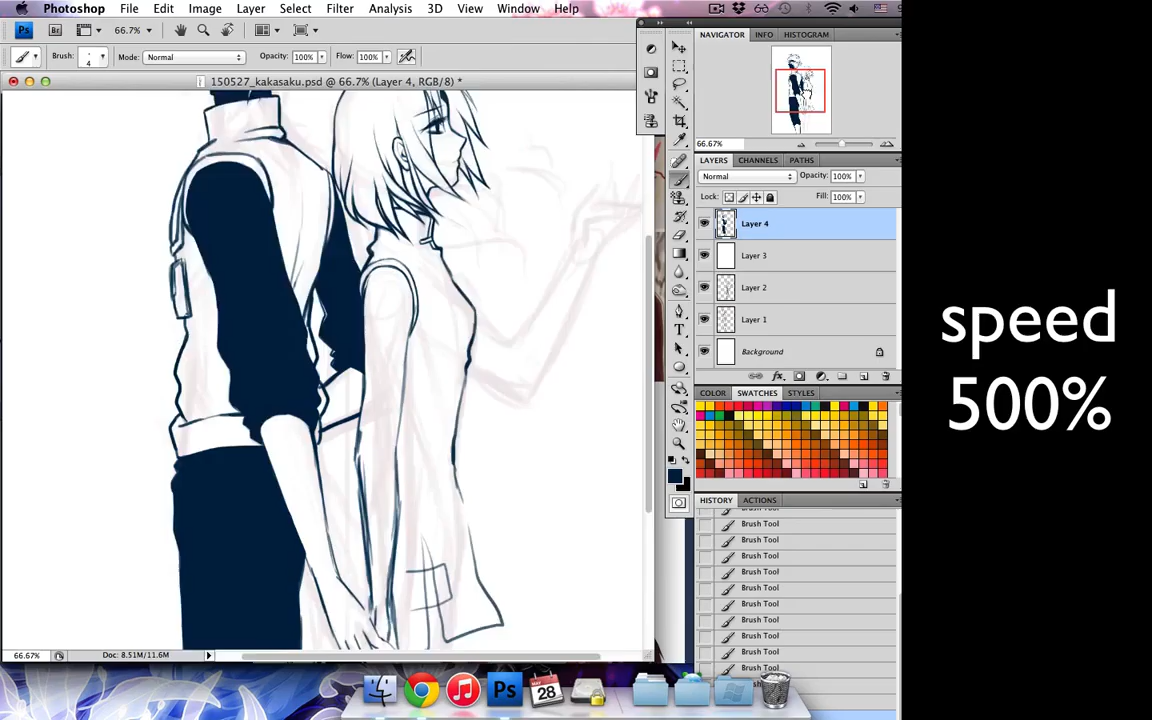 Photoshop File Edit Image Layer Select Filter Analysis 3D View Window Help
Ps Br 66.7%
Brush: 4 Mode: Normal Opacity: 100% Flow: 100%
150527_kakasaku.psd @ 66.7% (Layer 4, RGB/8) *
NAVIGATOR INFO HISTOGRAM
66.67%
LAYERS CHANNELS PATHS
Normal Opacity: 100%
Lock: Fill: 100%
Layer 4
Layer 3
Layer 2
Layer 1
Background
COLOR SWATCHES STYLES
HISTORY ACTIONS
Brush Tool
Brush Tool
Brush Tool
Brush Tool
Brush Tool
Brush Tool
Brush Tool
Brush Tool
Brush Tool
Brush Tool
66.67% Doc: 8.51M/11.6M
Ps MAY 28
speed
500%